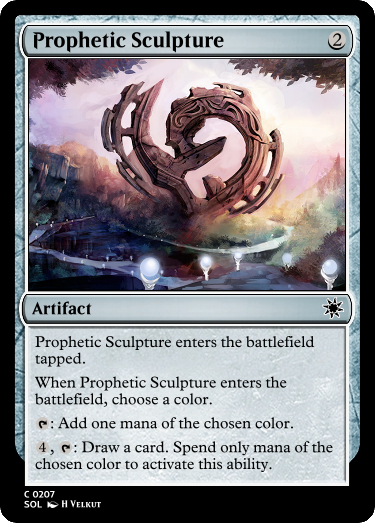 Prophetic Sculpture 2
Artifact
Prophetic Sculpture enters the battlefield
tapped.
When Prophetic Sculpture enters the
battlefield, choose a color.
: Add one mana of the chosen color.
4, : Draw a card. Spend only mana of the
chosen color to activate this ability.
C 0207
SOL H VELKUT